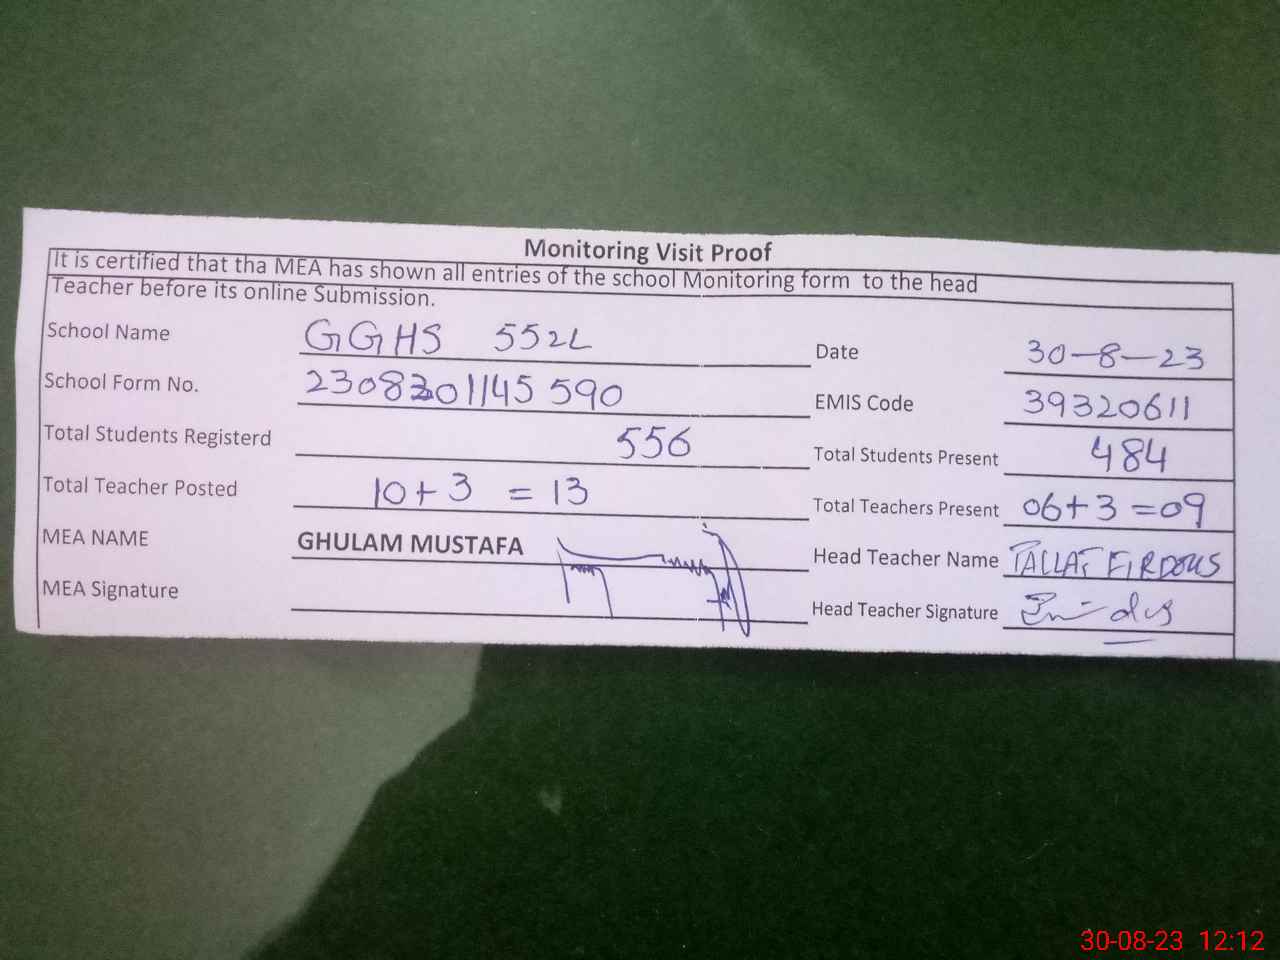 Monitoring Visit Proof
It is certified that tha MEA has shown all entries of the school Monitoring form to the head
Teacher before its online Submission.
School Name GGHS 552L Date 30-8-23
School Form No. 2308301145590 EMIS Code 39320611
Total Students Registerd 556 Total Students Present 484
Total Teacher Posted 10+3 = 13 Total Teachers Present 06+3=09
MEA NAME GHULAM MUSTAFA Head Teacher Name TALLAT FIRDOUS
MEA Signature Head Teacher Signature
30-08-23 12:12